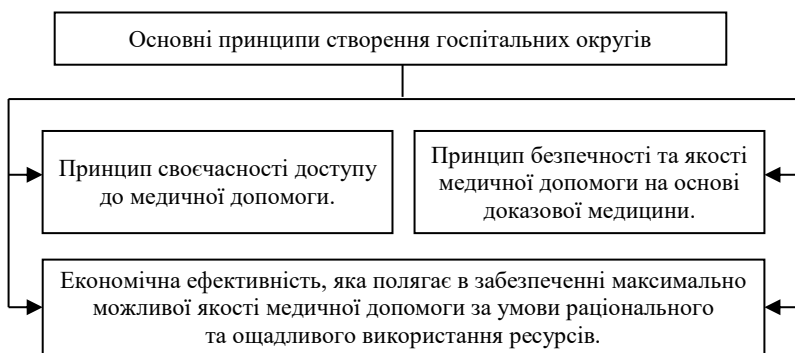 Основні принципи створення госпітальних округів
Принцип своєчасності доступу
до медичної допомоги.
Принцип безпечності та якості
медичної допомоги на основі
доказової медицини.
Економічна ефективність, яка полягає в забезпеченні максимально
можливої якості медичної допомоги за умови раціонального
та ощадливого використання ресурсів.